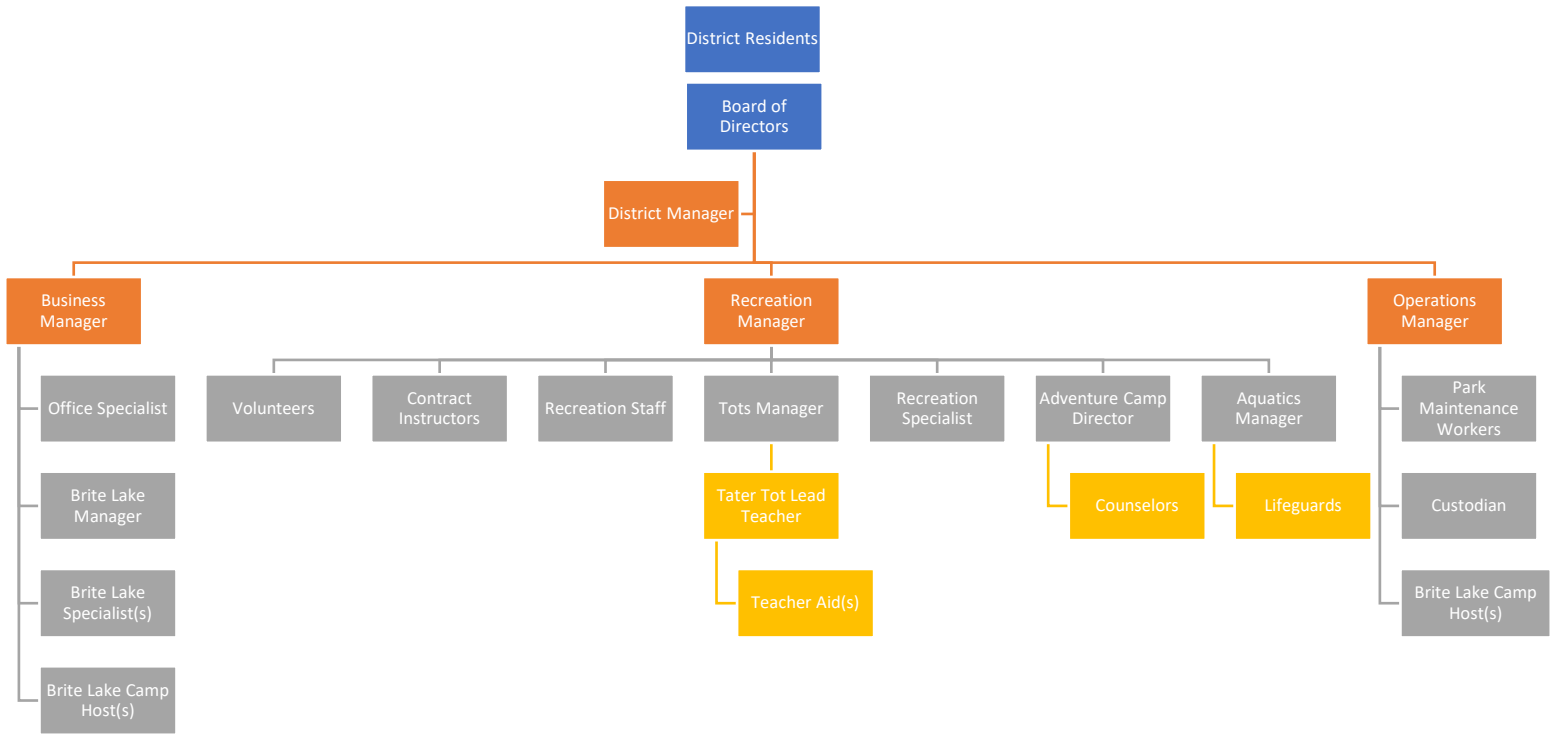 District Residents
Board of
Directors
District Manager
Business
Manager
Recreation
Manager
Operations
Manager
Office Specialist
Volunteers
Contract
Instructors
Recreation Staff
Tots Manager
Recreation
Specialist
Adventure Camp
Director
Aquatics
Manager
Park
Maintenance
Workers
Brite Lake
Manager
Tater Tot Lead
Teacher
Counselors
Lifeguards
Custodian
Brite Lake
Specialist(s)
Teacher Aid(s)
Brite Lake Camp
Host(s)
Brite Lake Camp
Host(s)